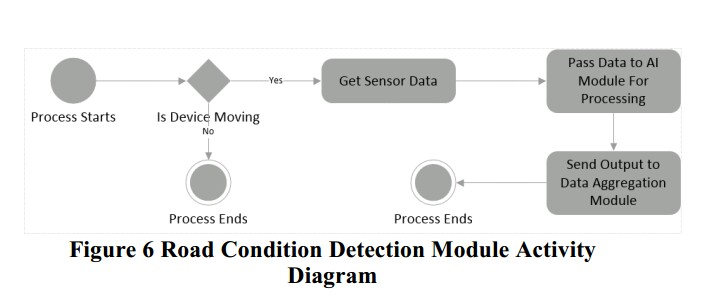 Process Starts
Is Device Moving
Yes
No
Process Ends
Get Sensor Data
Pass Data to AI
Module For
Processing
Send Output to
Data Aggregation
Module
Process Ends
Figure 6 Road Condition Detection Module Activity
Diagram